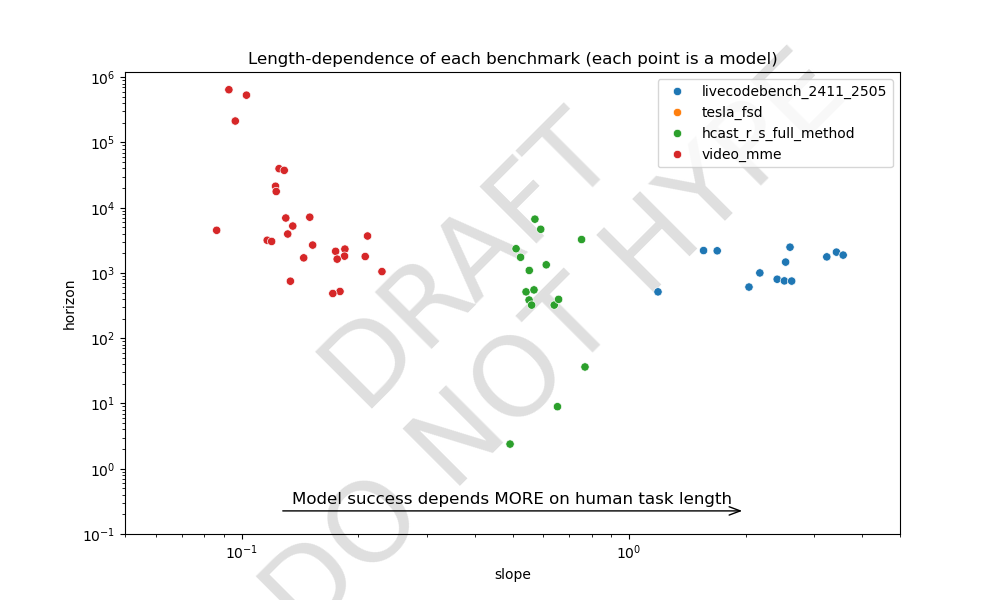 Length-dependence of each benchmark (each point is a model)
livecodebench_2411_2505
tesla_fsd
hcast_r_s_full_method
video_mme
10⁶
10⁵
10⁴
10³
10²
10¹
10⁰
10⁻¹
horizon
DRAFT
DO NOT HYPE
Model success depends MORE on human task length
10⁻¹ 10⁰
slope